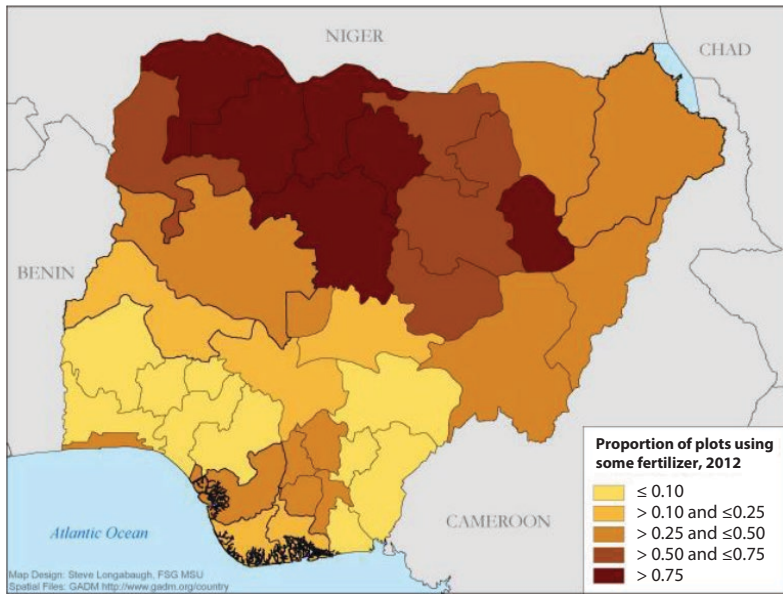 NIGER
CHAD
BENIN
CAMEROON
Atlantic Ocean
Proportion of plots using
some fertilizer, 2012
≤ 0.10
> 0.10 and ≤0.25
> 0.25 and ≤0.50
> 0.50 and ≤0.75
> 0.75
Map Design: Steve Longabaugh, FSG MSU
Spatial Files: GADM http://www.gadm.org/country